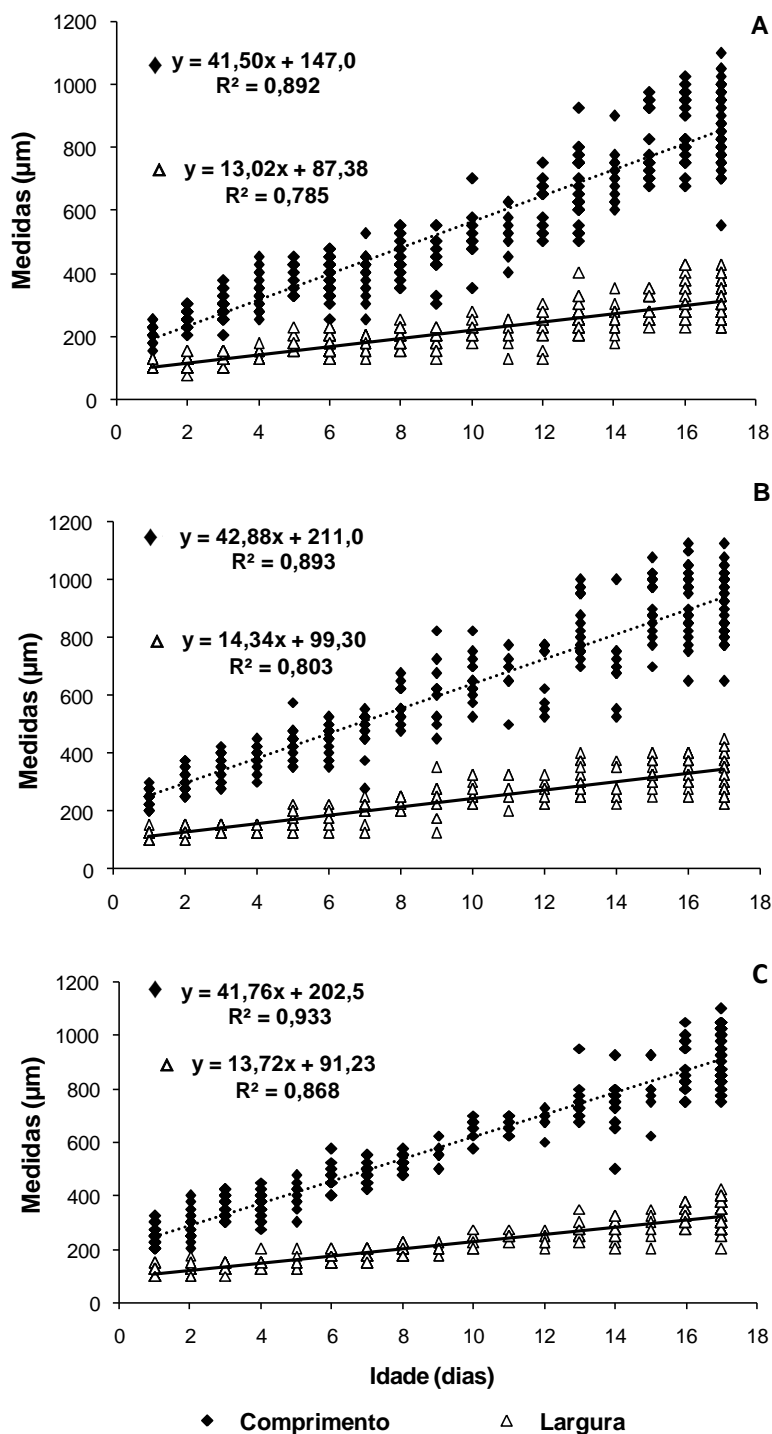 A
1200
1000
800
600
400
200
0
Medidas (µm)
y = 41,50x + 147,0
R² = 0,892
y = 13,02x + 87,38
R² = 0,785
0 2 4 6 8 10 12 14 16 18
B
1200
1000
800
600
400
200
0
Medidas (µm)
y = 42,88x + 211,0
R² = 0,893
y = 14,34x + 99,30
R² = 0,803
0 2 4 6 8 10 12 14 16 18
C
1200
1000
800
600
400
200
0
Medidas (µm)
y = 41,76x + 202,5
R² = 0,933
y = 13,72x + 91,23
R² = 0,868
0 2 4 6 8 10 12 14 16 18
Idade (dias)
Comprimento Largura